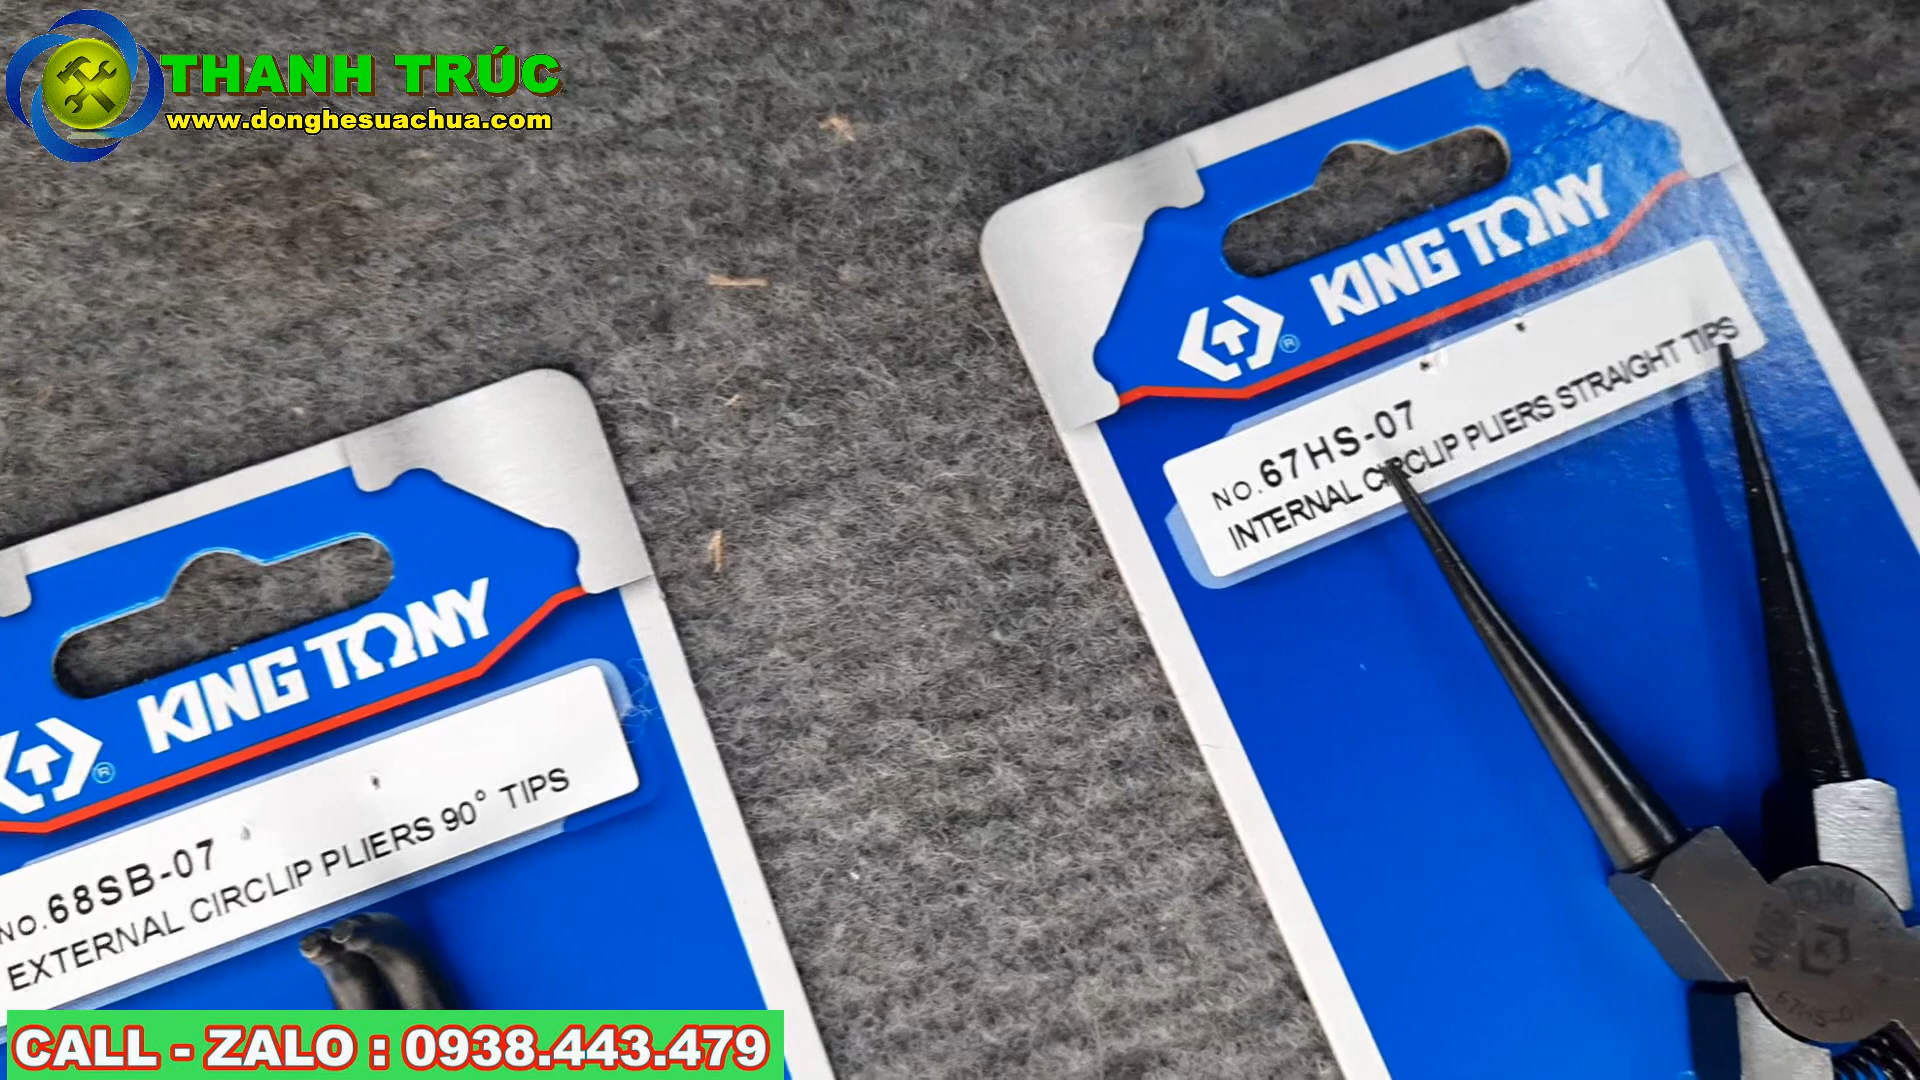 THANH TRÚC
www.donghesuachua.com
KING TONY
NO.67HS-07
INTERNAL CIRCLIP PLIERS STRAIGHT TIPS
KING TONY
NO.68SB-07
EXTERNAL CIRCLIP PLIERS 90° TIPS
CALL - ZALO : 0938.443.479